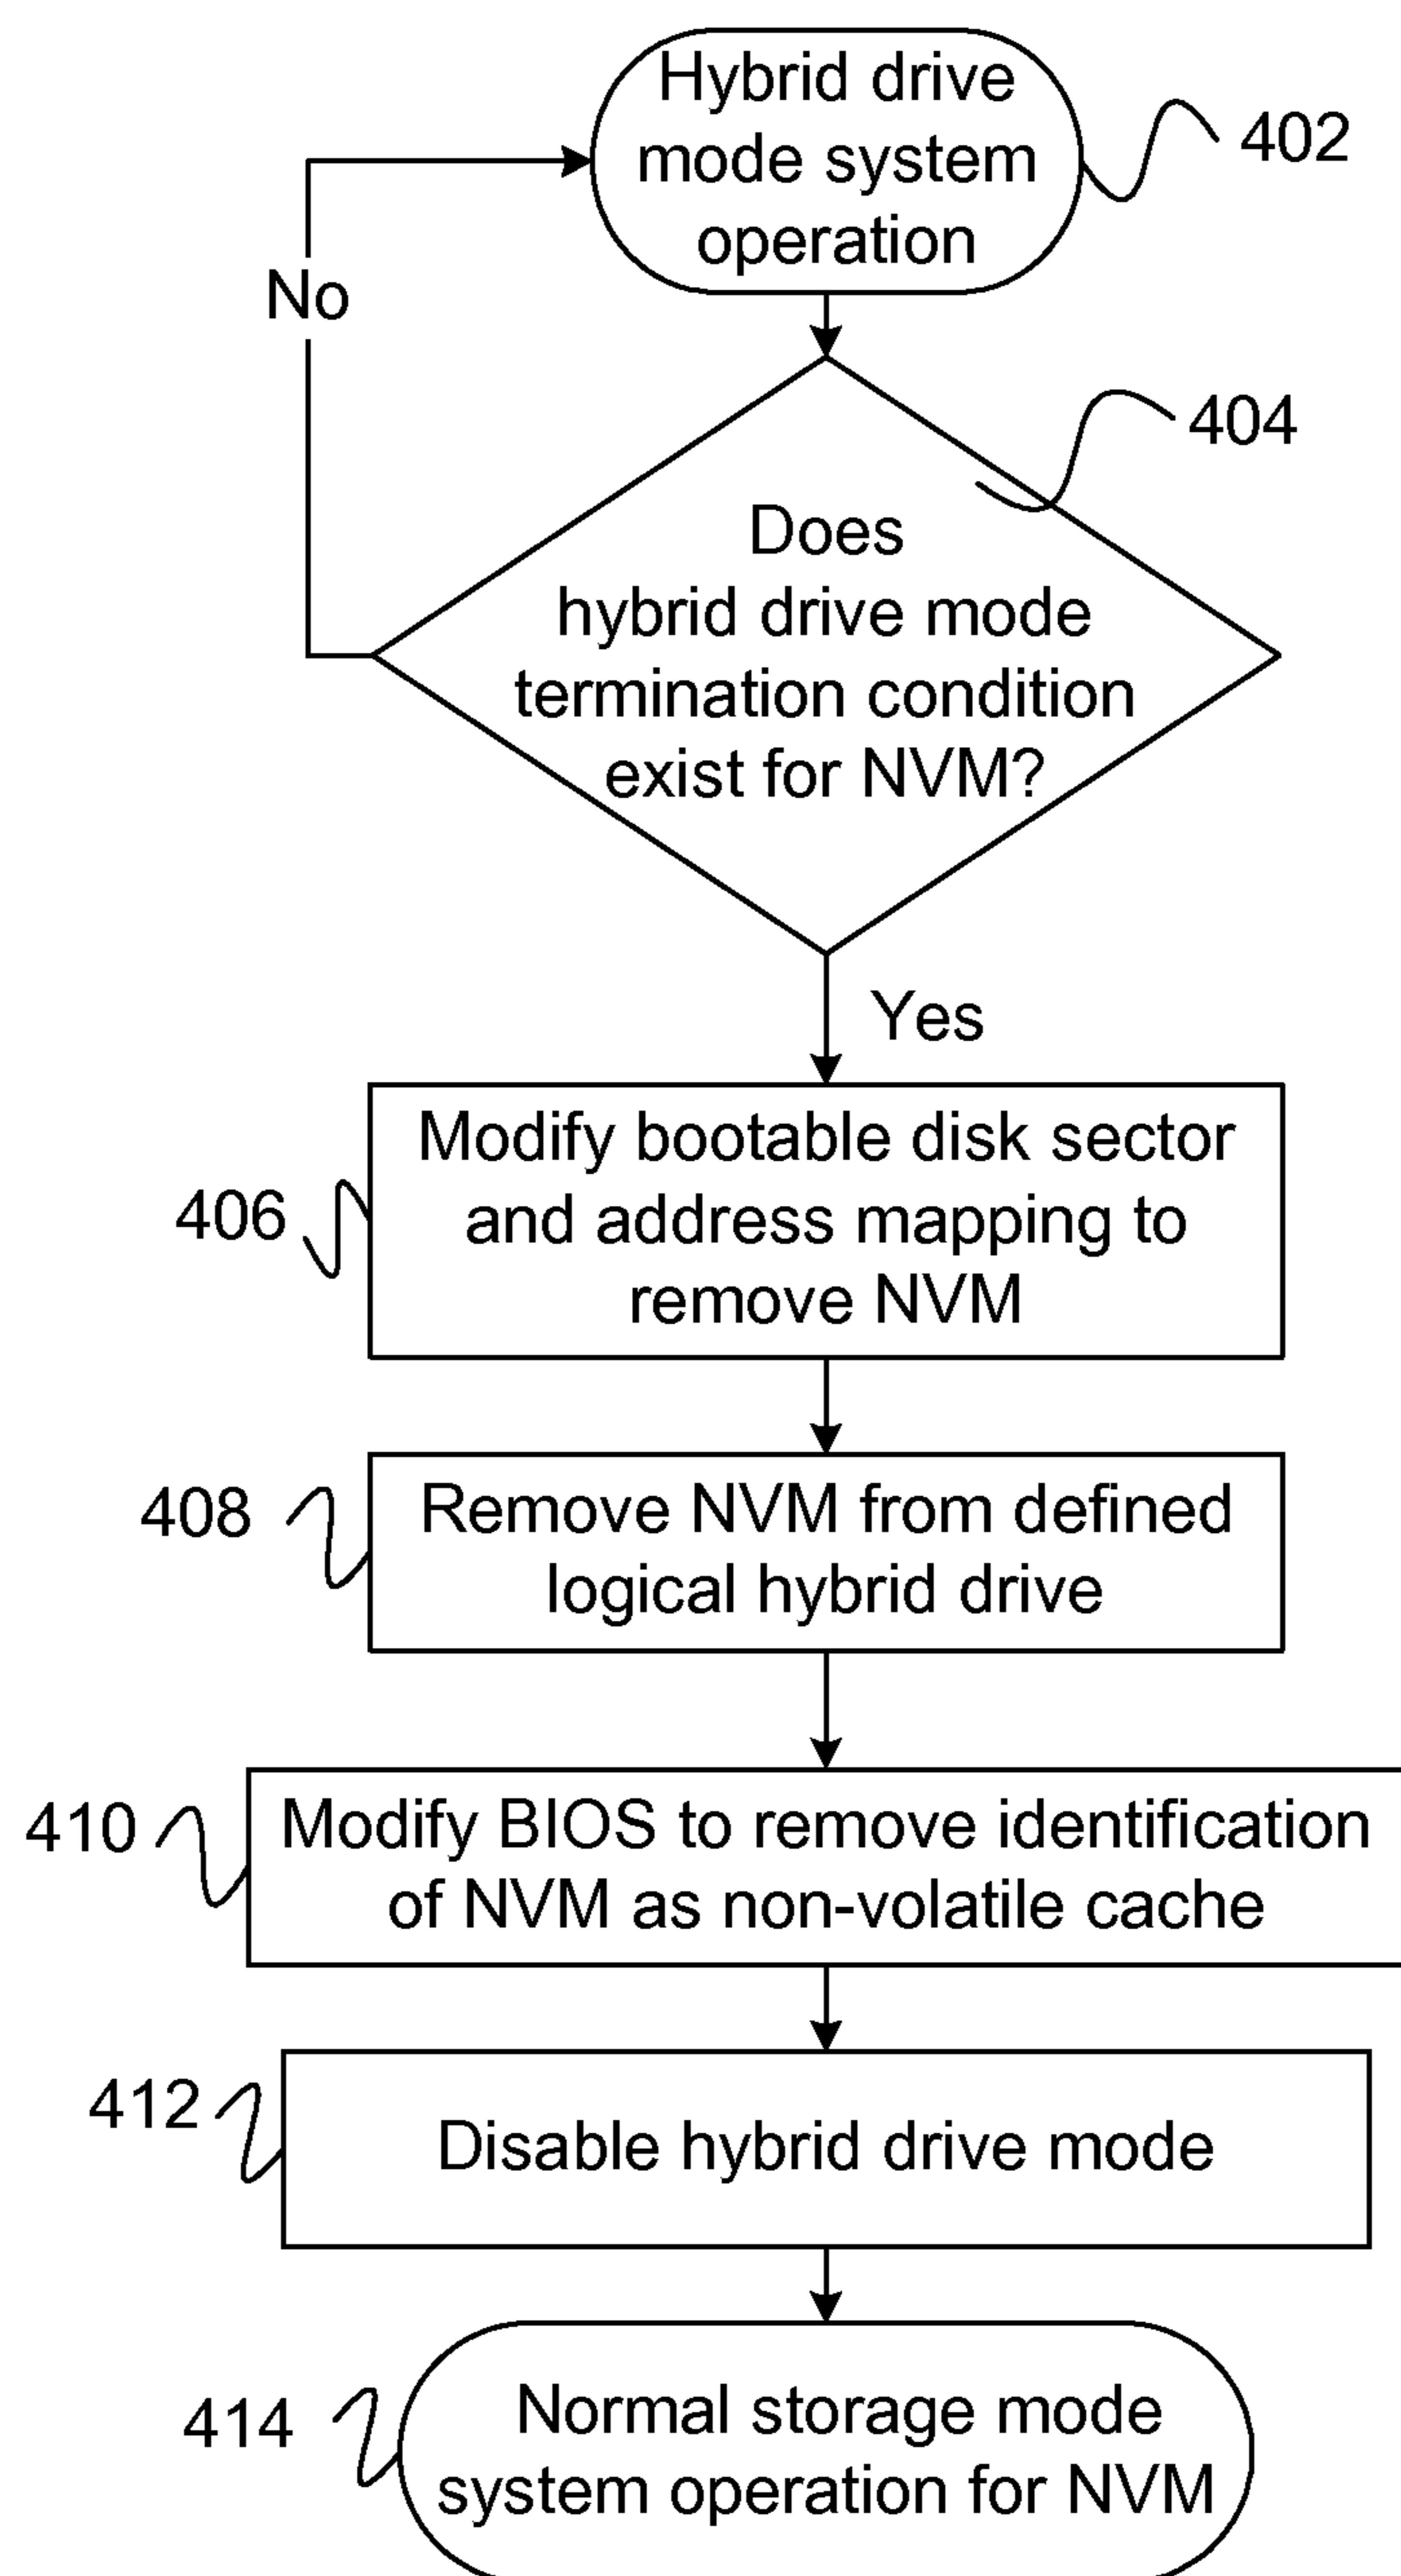 Hybrid drive
mode system
operation
402
No
404
Does
hybrid drive mode
termination condition
exist for NVM?
Yes
Modify bootable disk sector
and address mapping to
remove NVM
406
Remove NVM from defined
logical hybrid drive
408
Modify BIOS to remove identification
of NVM as non-volatile cache
410
Disable hybrid drive mode
412
Normal storage mode
system operation for NVM
414